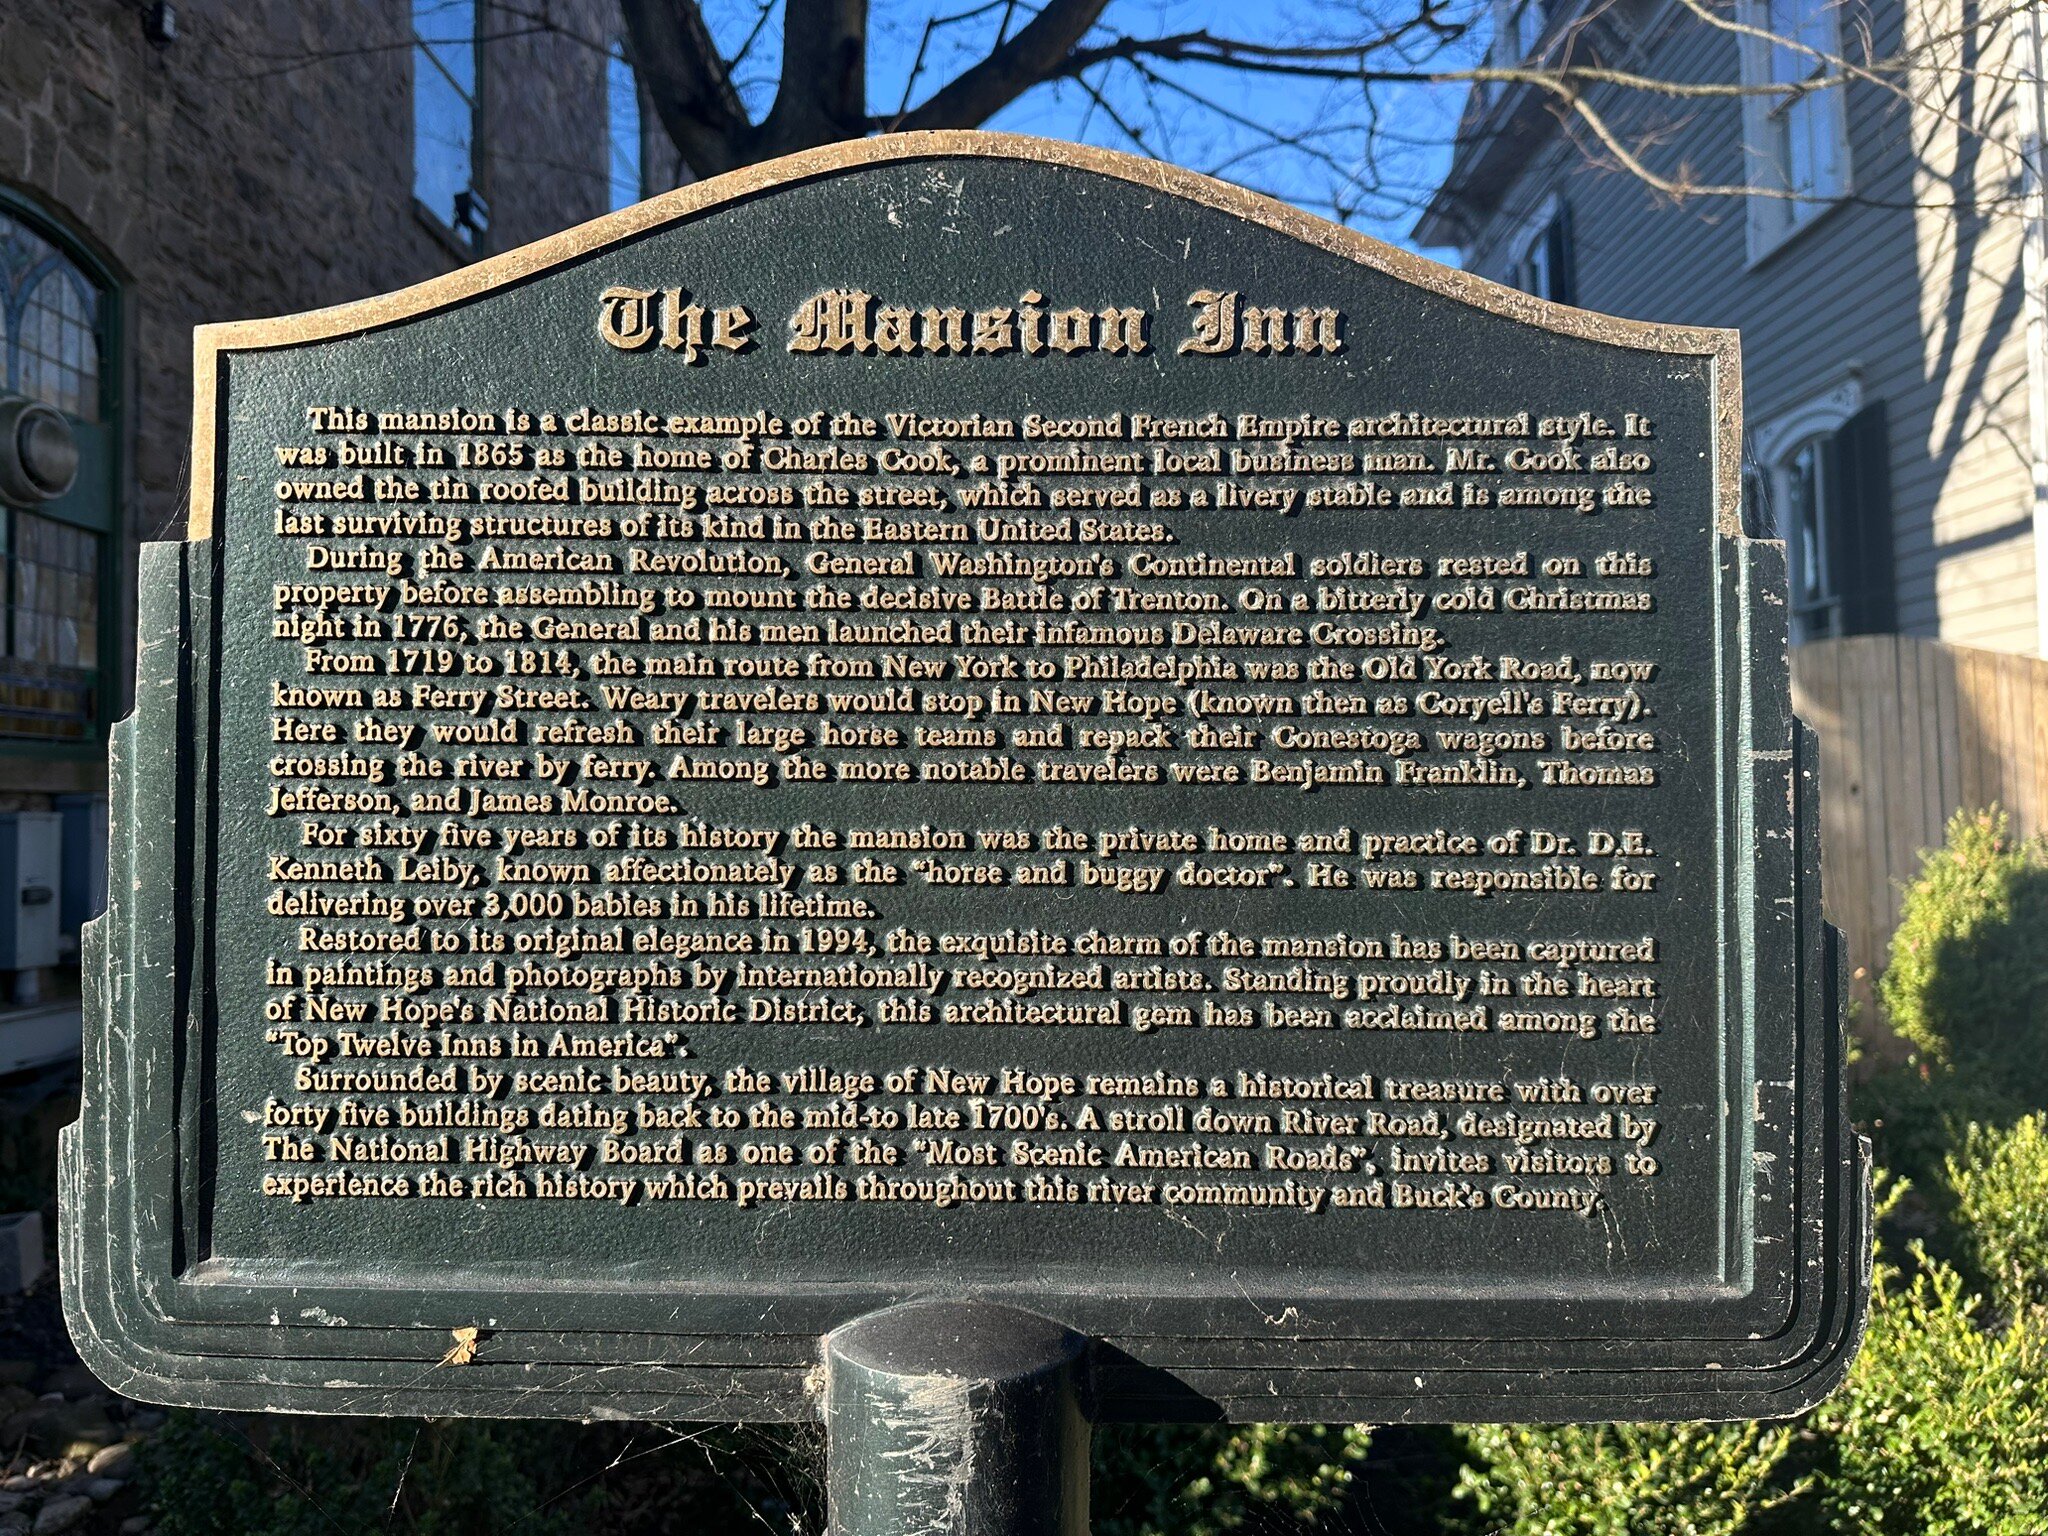 The Mansion Inn
This mansion is a classic example of the Victorian Second French Empire architectural style. It
was built in 1865 as the home of Charles Cook, a prominent local business man. Mr. Cook also
owned the tin roofed building across the street, which served as a livery stable and is among the
last surviving structures of its kind in the Eastern United States.
During the American Revolution, General Washington's Continental soldiers rested on this
property before assembling to mount the decisive Battle of Trenton. On a bitterly cold Christmas
night in 1776, the General and his men launched their infamous Delaware Crossing.
From 1719 to 1814, the main route from New York to Philadelphia was the Old York Road, now
known as Ferry Street. Weary travelers would stop in New Hope (known then as Coryell's Ferry).
Here they would refresh their large horse teams and repack their Conestoga wagons before
crossing the river by ferry. Among the more notable travelers were Benjamin Franklin, Thomas
Jefferson, and James Monroe.
For sixty five years of its history the mansion was the private home and practice of Dr. D.E.
Kenneth Leiby, known affectionately as the "horse and buggy doctor". He was responsible for
delivering over 3,000 babies in his lifetime.
Restored to its original elegance in 1994, the exquisite charm of the mansion has been captured
in paintings and photographs by internationally recognized artists. Standing proudly in the heart
of New Hope's National Historic District, this architectural gem has been acclaimed among the
"Top Twelve Inns in America".
Surrounded by scenic beauty, the village of New Hope remains a historical treasure with over
forty five buildings dating back to the mid-to late 1700's. A stroll down River Road, designated by
The National Highway Board as one of the "Most Scenic American Roads", invites visitors to
experience the rich history which prevails throughout this river community and Buck's County.